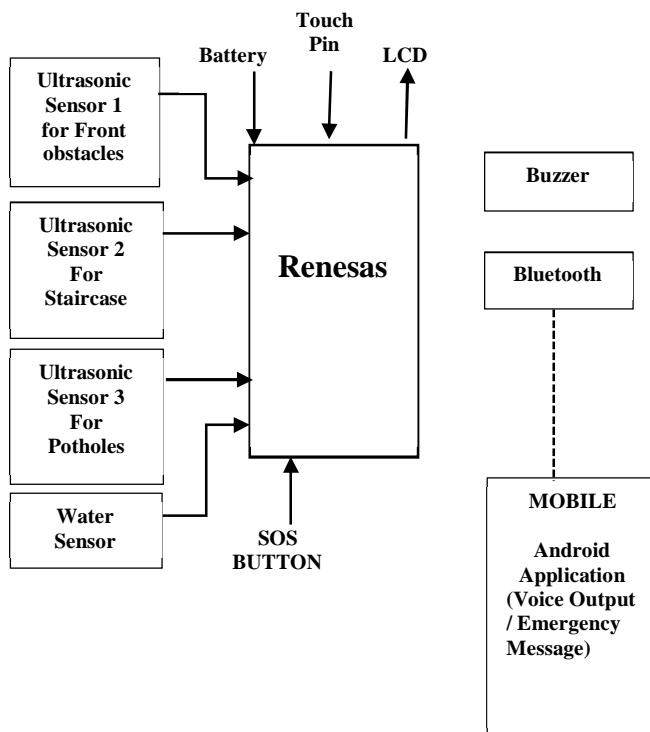 Touch
Pin
Battery
LCD
Ultrasonic
Sensor 1
for Front
obstacles
Ultrasonic
Sensor 2
For
Staircase
Ultrasonic
Sensor 3
For
Potholes
Water
Sensor
Renesas
SOS
BUTTON
Buzzer
Bluetooth
MOBILE
Android
Application
(Voice Output
/ Emergency
Message)